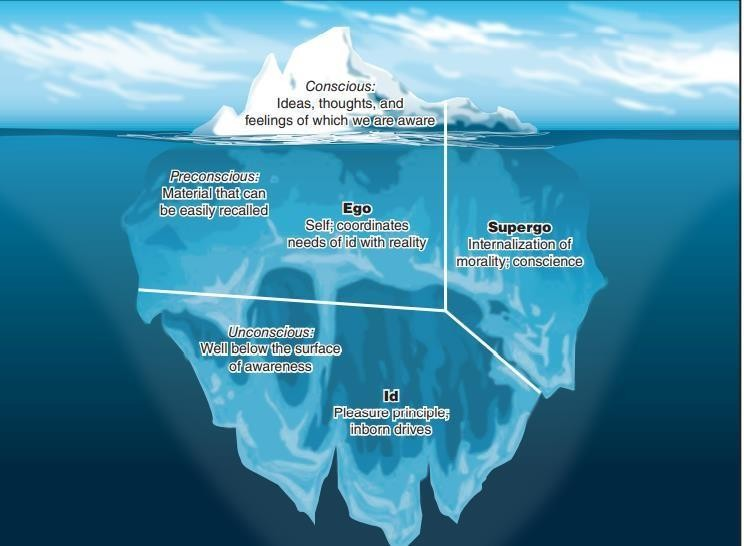 Conscious:
Ideas, thoughts, and
feelings of which we are aware
Preconscious:
Material that can
be easily recalled
Ego
Self; coordinates
needs of id with reality
Supergo
Internalization of
morality; conscience
Unconscious:
Well below the surface
of awareness
Id
Pleasure principle;
inborn drives